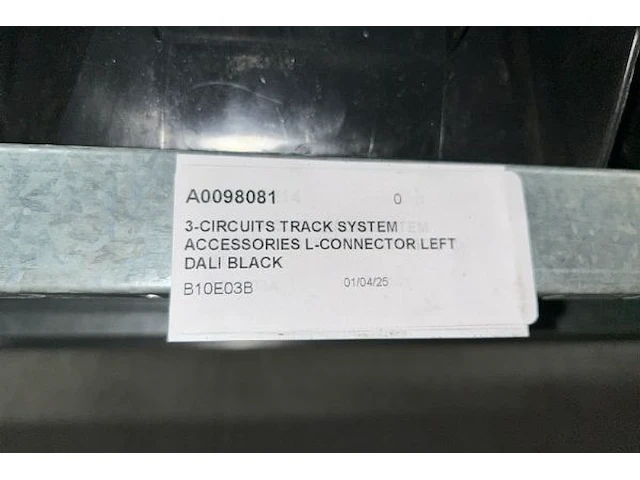 A0098081 0
3-CIRCUITS TRACK SYSTEM
ACCESSORIES L-CONNECTOR LEFT
DALI BLACK
B10E03B 01/04/25